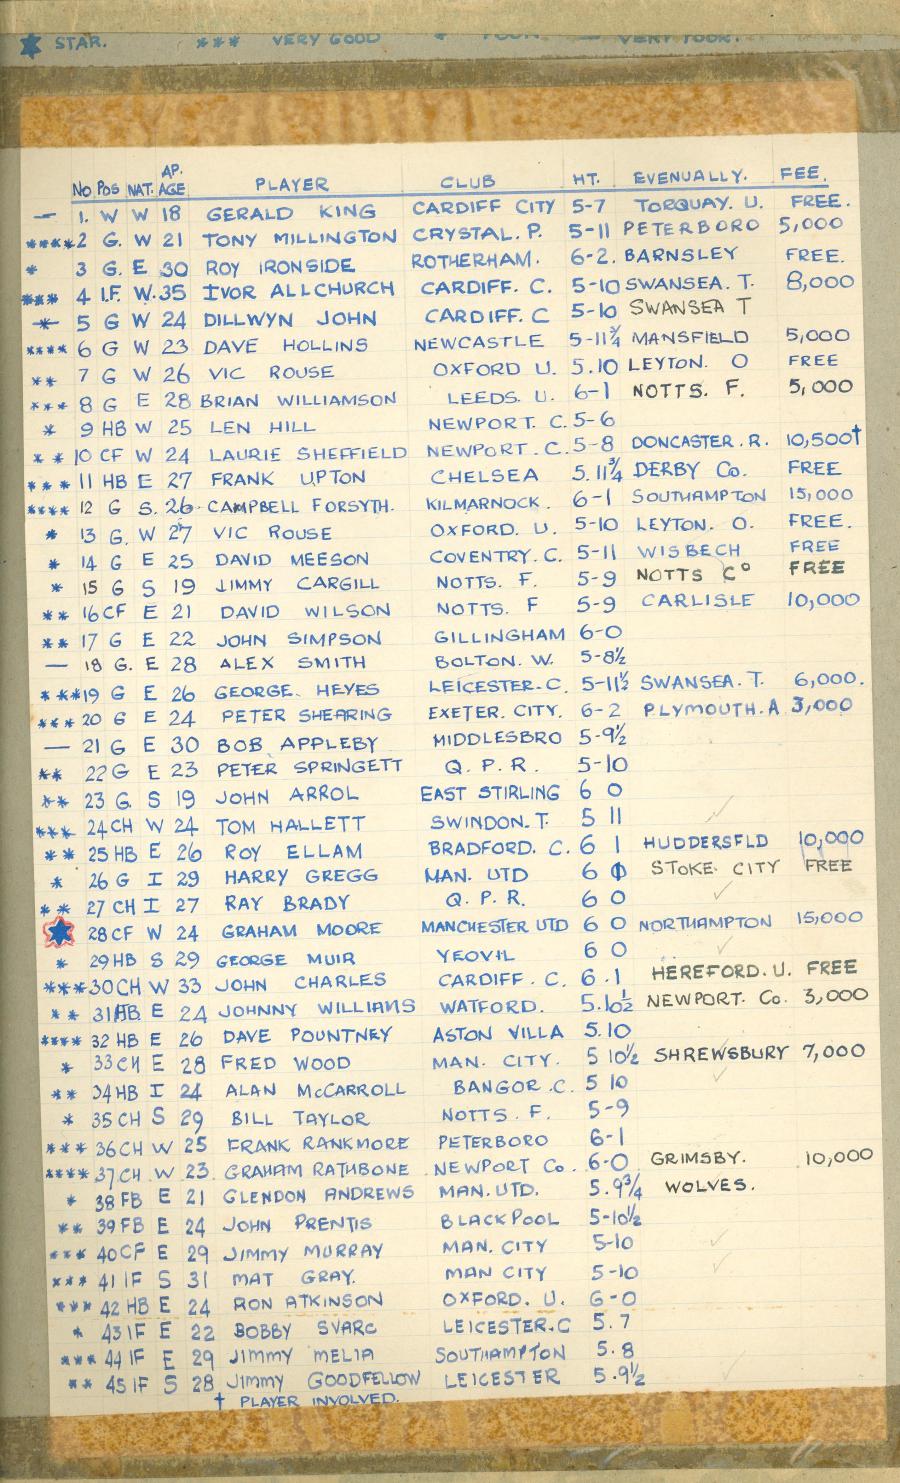 ★ STAR. *** VERY GOOD * POOR. — VERY POOR.
No POS NAT. AP. AGE PLAYER CLUB HT. EVENUALLY. FEE.
— 1. W W 18 GERALD KING CARDIFF CITY 5-7 TORQUAY. U. FREE.
**** 2 G. W 21 TONY MILLINGTON CRYSTAL. P. 5-11 PETERBORO 5,000
* 3 G. E 30 ROY IRONSIDE ROTHERHAM. 6-2. BARNSLEY FREE.
*** 4 I.F. W. 35 IVOR ALLCHURCH CARDIFF. C. 5-10 SWANSEA. T. 8,000
* 5 G W 24 DILLWYN JOHN CARDIFF. C 5-10 SWANSEA T
**** 6 G W 23 DAVE HOLLINS NEWCASTLE 5-11¾ MANSFIELD 5,000
** 7 G W 26 VIC ROUSE OXFORD U. 5.10 LEYTON. O FREE
*** 8 G E 28 BRIAN WILLIAMSON LEEDS. U. 6-1 NOTTS. F. 5,000
* 9 HB W 25 LEN HILL NEWPORT. C. 5-6
** 10 CF W 24 LAURIE SHEFFIELD NEWPORT. C. 5-8 DONCASTER. R. 10,500†
*** 11 HB E 27 FRANK UPTON CHELSEA 5.11¾ DERBY Co. FREE
**** 12 G S. 26 CAMPBELL FORSYTH. KILMARNOCK. 6-1 SOUTHAMPTON 15,000
* 13 G. W 27 VIC ROUSE OXFORD. U. 5-10 LEYTON. O. FREE.
* 14 G E 25 DAVID MEESON COVENTRY. C. 5-11 WISBECH FREE
* 15 G S 19 JIMMY CARGILL NOTTS. F. 5-9 NOTTS Co FREE
** 16 CF E 21 DAVID WILSON NOTTS. F 5-9 CARLISLE 10,000
** 17 G E 22 JOHN SIMPSON GILLINGHAM 6-0
— 18 G. E 28 ALEX SMITH BOLTON. W. 5-8½
*** 19 G E 26 GEORGE. HEYES LEICESTER. C. 5-11½ SWANSEA. T. 6,000.
*** 20 G E 24 PETER SHEARING EXETER. CITY. 6-2 PLYMOUTH. A 3,000
— 21 G E 30 BOB APPLEBY MIDDLESBRO 5-9½
** 22 G E 23 PETER SPRINGETT Q. P. R. 5-10
** 23 G. S 19 JOHN ARROL EAST STIRLING 6 0
*** 24 CH W 24 TOM HALLETT SWINDON. T. 5 11
** 25 HB E 26 ROY ELLAM BRADFORD. C. 6 1 HUDDERSFLD 10,000
* 26 G I 29 HARRY GREGG MAN. UTD 6 0 STOKE CITY FREE
** 27 CH I 27 RAY BRADY Q. P. R. 6 0
★ 28 CF W 24 GRAHAM MOORE MANCHESTER UTD 6 0 NORTHAMPTON 15,000
* 29 HB S 29 GEORGE MUIR YEOVIL 6 0
*** 30 CH W 33 JOHN CHARLES CARDIFF. C. 6.1 HEREFORD. U. FREE
** 31 HB E 24 JOHNNY WILLIAMS WATFORD. 5.10½ NEWPORT. Co. 3,000
**** 32 HB E 26 DAVE POUNTNEY ASTON VILLA 5.10
* 33 CH E 28 FRED WOOD MAN. CITY. 5 10½ SHREWSBURY 7,000
** 34 HB I 24 ALAN McCARROLL BANGOR .C. 5 10
* 35 CH S 29 BILL TAYLOR NOTTS. F. 5-9
*** 36 CH W 25 FRANK RANKMORE PETERBORO 6-1
**** 37 CH W 23. GRAHAM RATHBONE NEWPORT Co. 6-0 GRIMSBY. 10,000
* 38 FB E 21 GLENDON ANDREWS MAN. UTD. 5.9¾ WOLVES.
** 39 FB E 24 JOHN PRENTIS BLACKPOOL 5-10½
*** 40 CF E 29 JIMMY MURRAY MAN. CITY 5-10
*** 41 IF S 31 MAT GRAY. MAN CITY 5-10
*** 42 HB E 24 RON ATKINSON OXFORD. U. 6-0
* 43 IF E 22 BOBBY SVARC LEICESTER. C 5.7
*** 44 IF E 29 JIMMY MELIA SOUTHAMPTON 5.8
** 45 IF S 28 JIMMY GOODFELLOW LEICESTER 5.9½
† PLAYER INVOLVED.